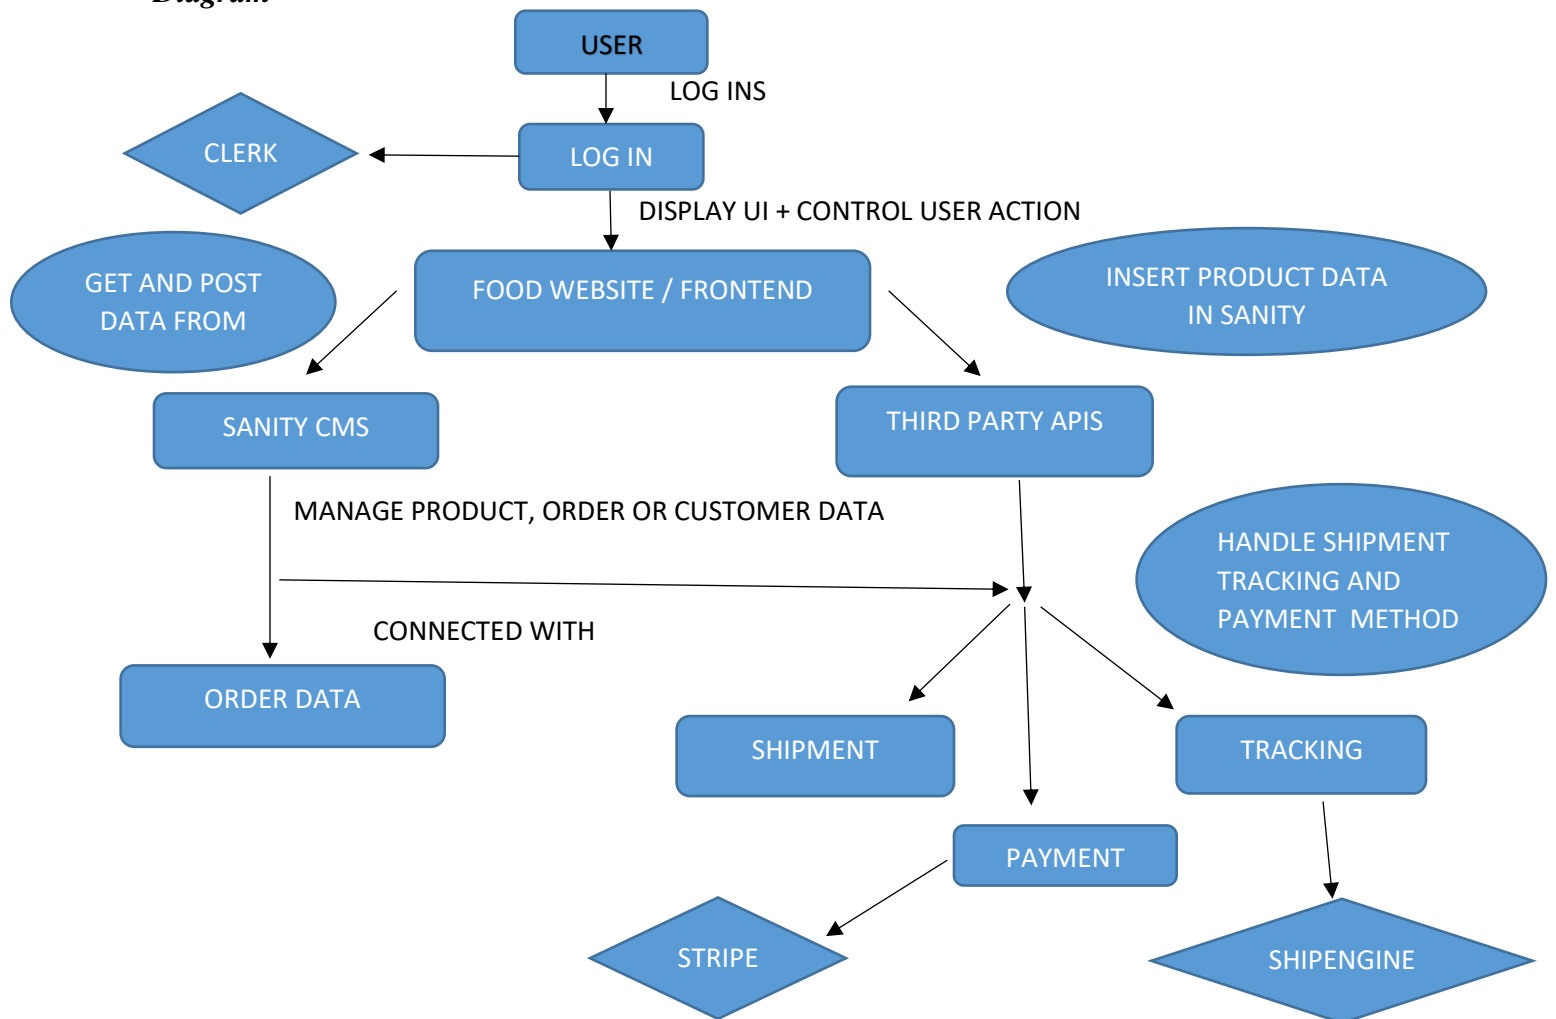 Diagram
USER
LOG INS
CLERK
LOG IN
DISPLAY UI + CONTROL USER ACTION
GET AND POST
DATA FROM
FOOD WEBSITE / FRONTEND
INSERT PRODUCT DATA
IN SANITY
SANITY CMS
THIRD PARTY APIS
MANAGE PRODUCT, ORDER OR CUSTOMER DATA
HANDLE SHIPMENT
TRACKING AND
PAYMENT METHOD
CONNECTED WITH
ORDER DATA
SHIPMENT
TRACKING
PAYMENT
STRIPE
SHIPENGINE